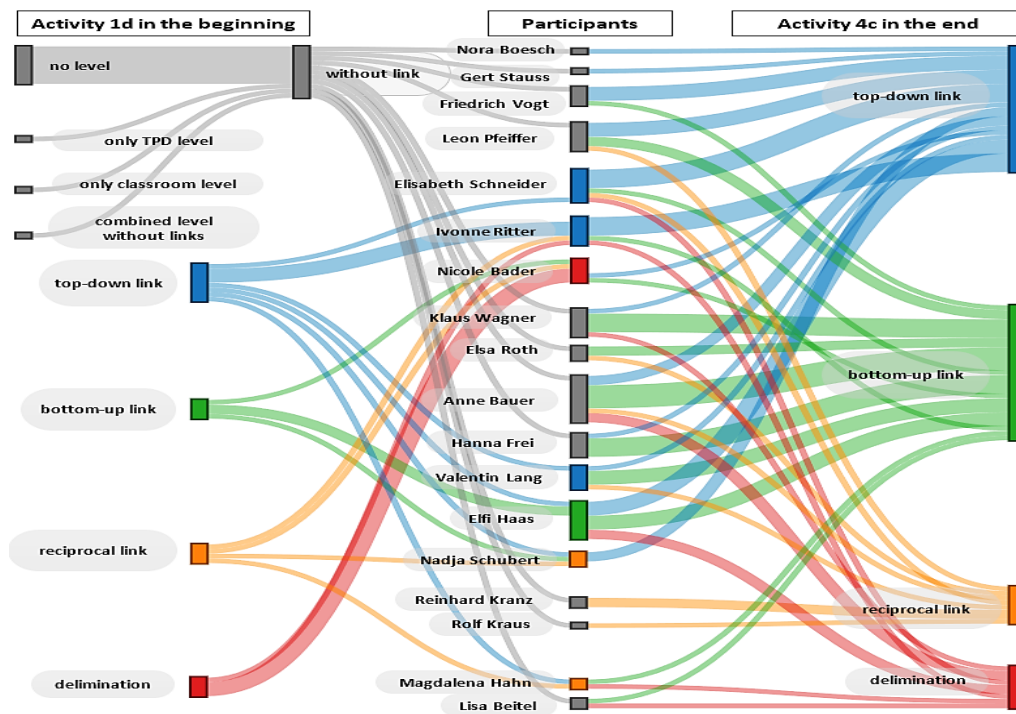 Activity 1d in the beginning
Participants
Activity 4c in the end
no level
only TPD level
only classroom level
combined level
without links
top-down link
bottom-up link
reciprocal link
delimination
without link
Nora Boesch
Gert Stauss
Friedrich Vogt
Leon Pfeiffer
Elisabeth Schneider
Ivonne Ritter
Nicole Bader
Klaus Wagner
Elsa Roth
Anne Bauer
Hanna Frei
Valentin Lang
Elfi Haas
Nadja Schubert
Reinhard Kranz
Rolf Kraus
Magdalena Hahn
Lisa Beitel
top-down link
bottom-up link
reciprocal link
delimination